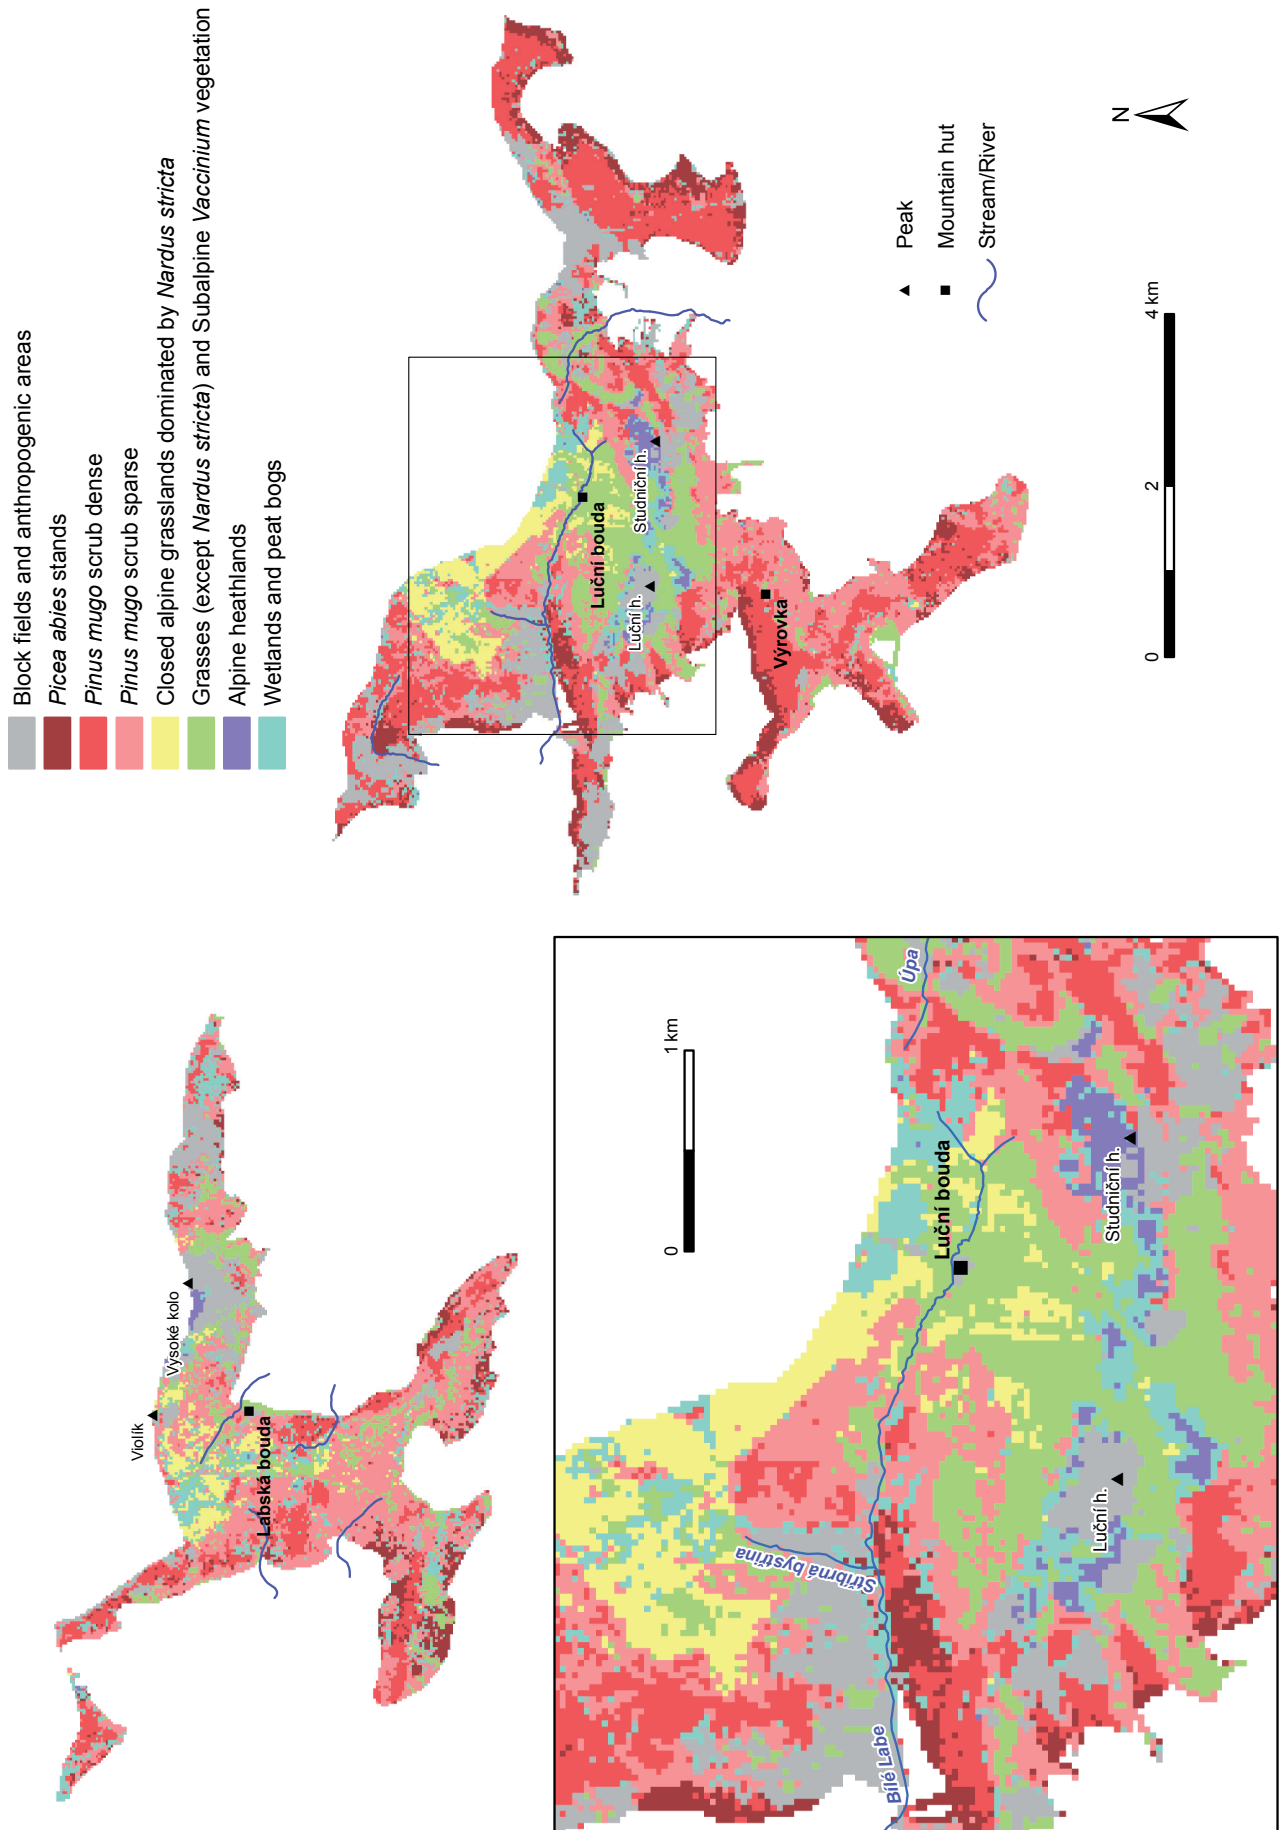 Block fields and anthropogenic areas
Picea abies stands
Pinus mugo scrub dense
Pinus mugo scrub sparse
Closed alpine grasslands dominated by Nardus stricta
Grasses (except Nardus stricta) and Subalpine Vaccinium vegetation
Alpine heathlands
Wetlands and peat bogs
Violík
Vysoké kolo
Labská bouda
Luční bouda
Luční h.
Studniční h.
Výrovka
N
Peak
Mountain hut
Stream/River
0
2
4 km
0
1 km
Úpa
Luční bouda
Stříbrná bystřina
Bílé Labe
Luční h.
Studniční h.